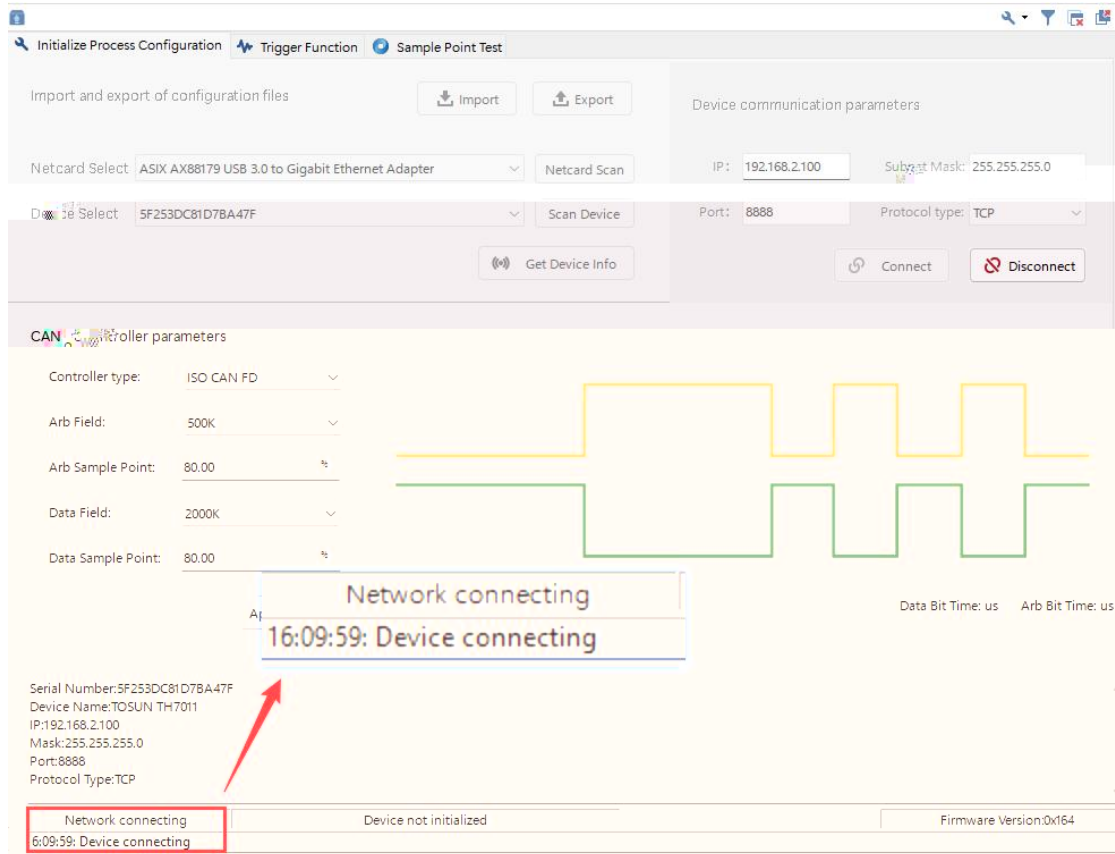 Initialize Process Configuration Trigger Function Sample Point Test
Import and export of configuration files Import Export
Device communication parameters
Netcard Select ASIX AX88179 USB 3.0 to Gigabit Ethernet Adapter Netcard Scan
IP: 192.168.2.100 Subnet Mask: 255.255.255.0
Select 5F253DC81D7BA47F Scan Device
Port: 8888 Protocol type: TCP
Get Device Info
Connect Disconnect
CAN roller parameters
Controller type: ISO CAN FD
Arb Field: 500K
Arb Sample Point: 80.00 %
Data Field: 2000K
Data Sample Point: 80.00 %
Network connecting
16:09:59: Device connecting
Data Bit Time: us Arb Bit Time: us
Serial Number:5F253DC81D7BA47F
Device Name:TOSUN TH7011
IP:192.168.2.100
Mask:255.255.255.0
Port:8888
Protocol Type:TCP
Network connecting Device not initialized Firmware Version:0x164
6:09:59: Device connecting